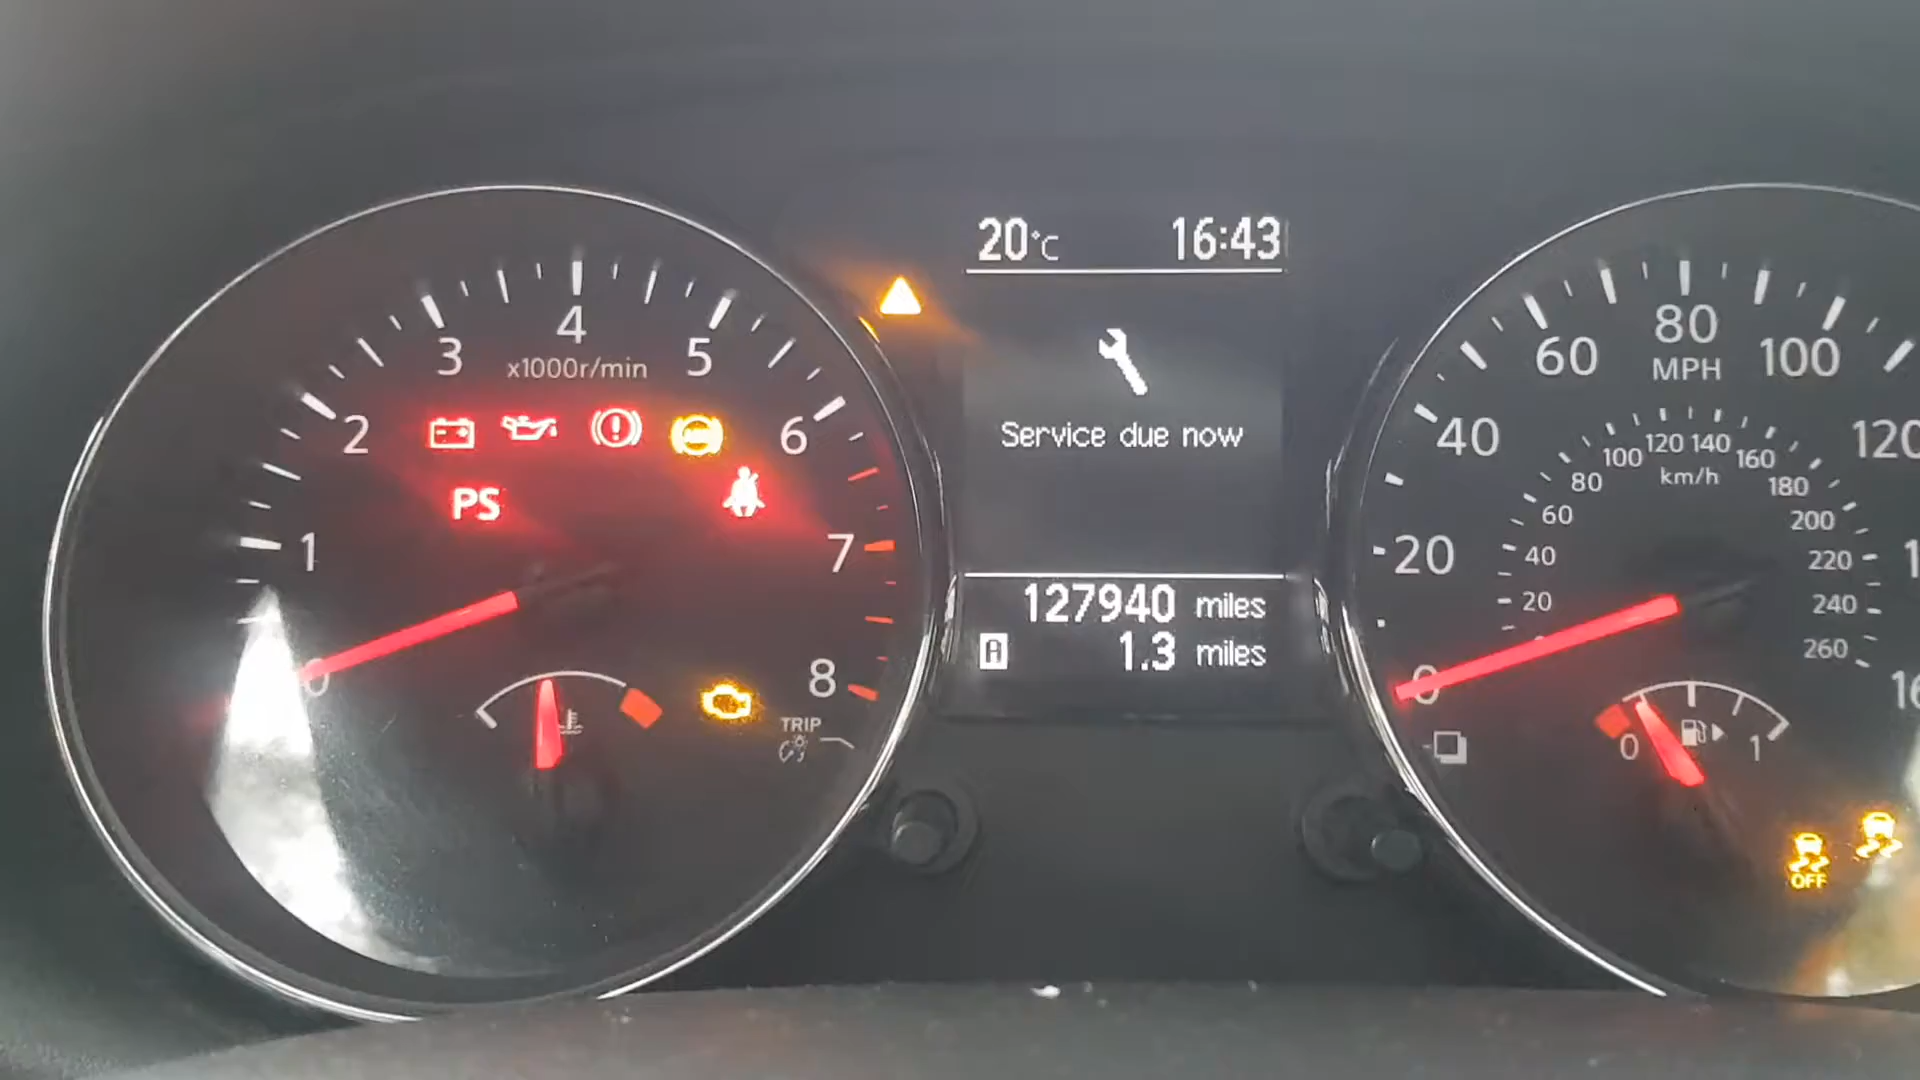 20°C 16:43
Service due now
127940 miles
A 1.3 miles
0 1 2 3 4 5 6 7 8
x1000r/min
PS
TRIP
0 20 40 60 80 100 120
MPH
20 40 60 80 100 120 140 160 180 200 220 240 260
km/h
0 1
OFF